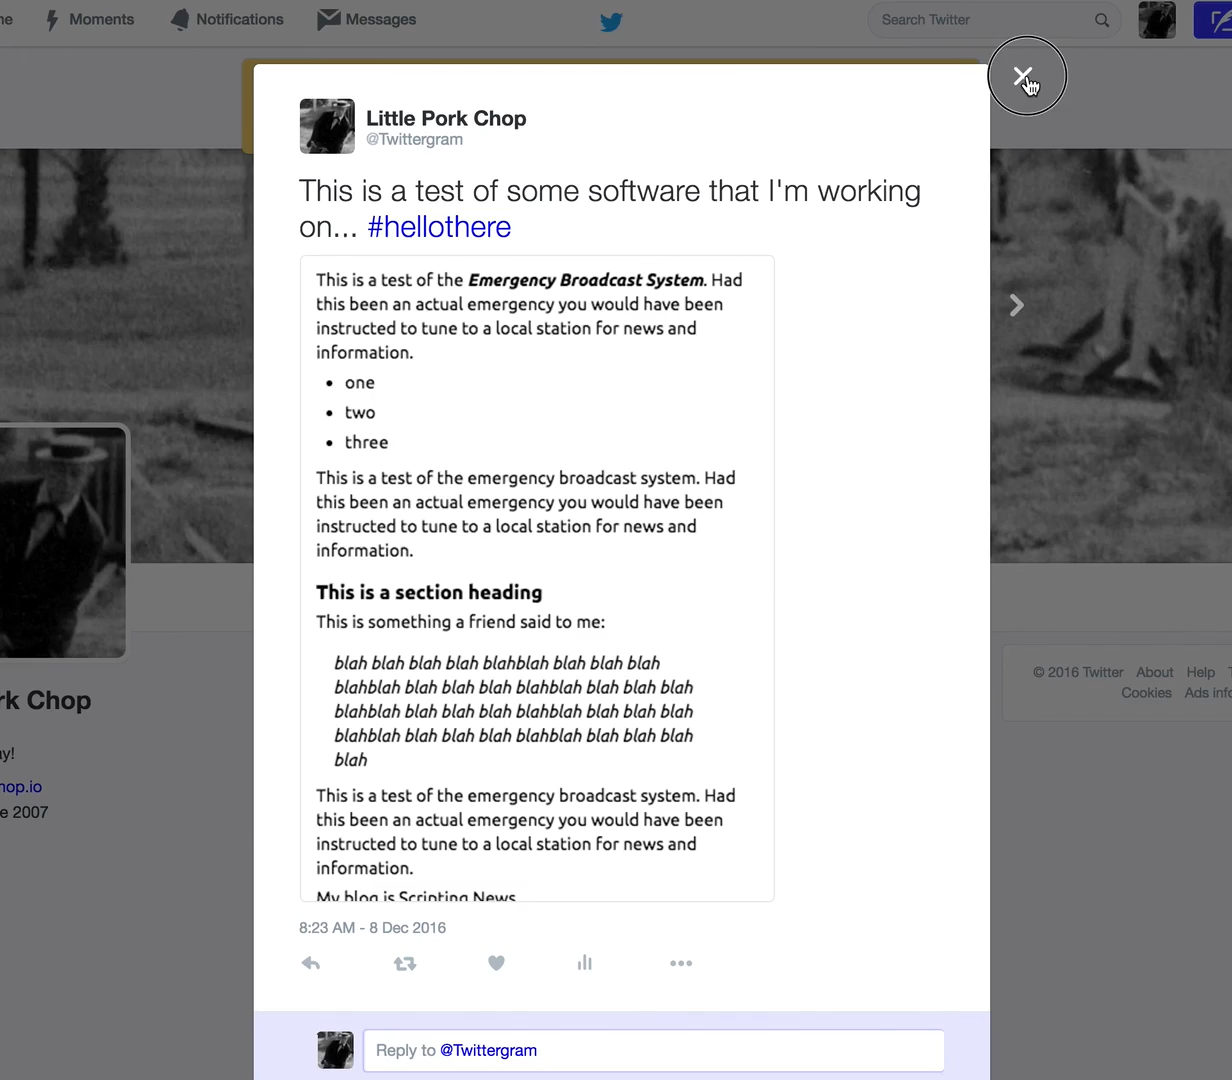 Moments
Notifications
Messages
Search Twitter
Little Pork Chop
@Twittergram
This is a test of some software that I'm working
on... #hellothere
This is a test of the Emergency Broadcast System. Had
this been an actual emergency you would have been
instructed to tune to a local station for news and
information.
• one
• two
• three
This is a test of the emergency broadcast system. Had
this been an actual emergency you would have been
instructed to tune to a local station for news and
information.
This is a section heading
This is something a friend said to me:
blah blah blah blah blahblah blah blah blah
blahblah blah blah blah blahblah blah blah blah
blahblah blah blah blah blahblah blah blah blah
blahblah blah blah blah blahblah blah blah blah
blah
This is a test of the emergency broadcast system. Had
this been an actual emergency you would have been
instructed to tune to a local station for news and
information.
My blog is Scripting News
8:23 AM - 8 Dec 2016
Reply to @Twittergram
rk Chop
ay!
hop.io
e 2007
© 2016 Twitter About Help
Cookies Ads info